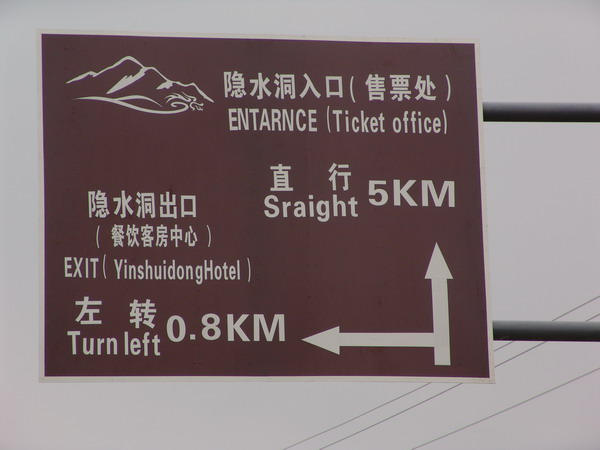 隐水洞入口(售票处)
ENTARNCE (Ticket office)
直行 5KM
Sraight
隐水洞出口
(餐饮客房中心)
EXIT(YinshuidongHotel)
左转 0.8KM
Turn left